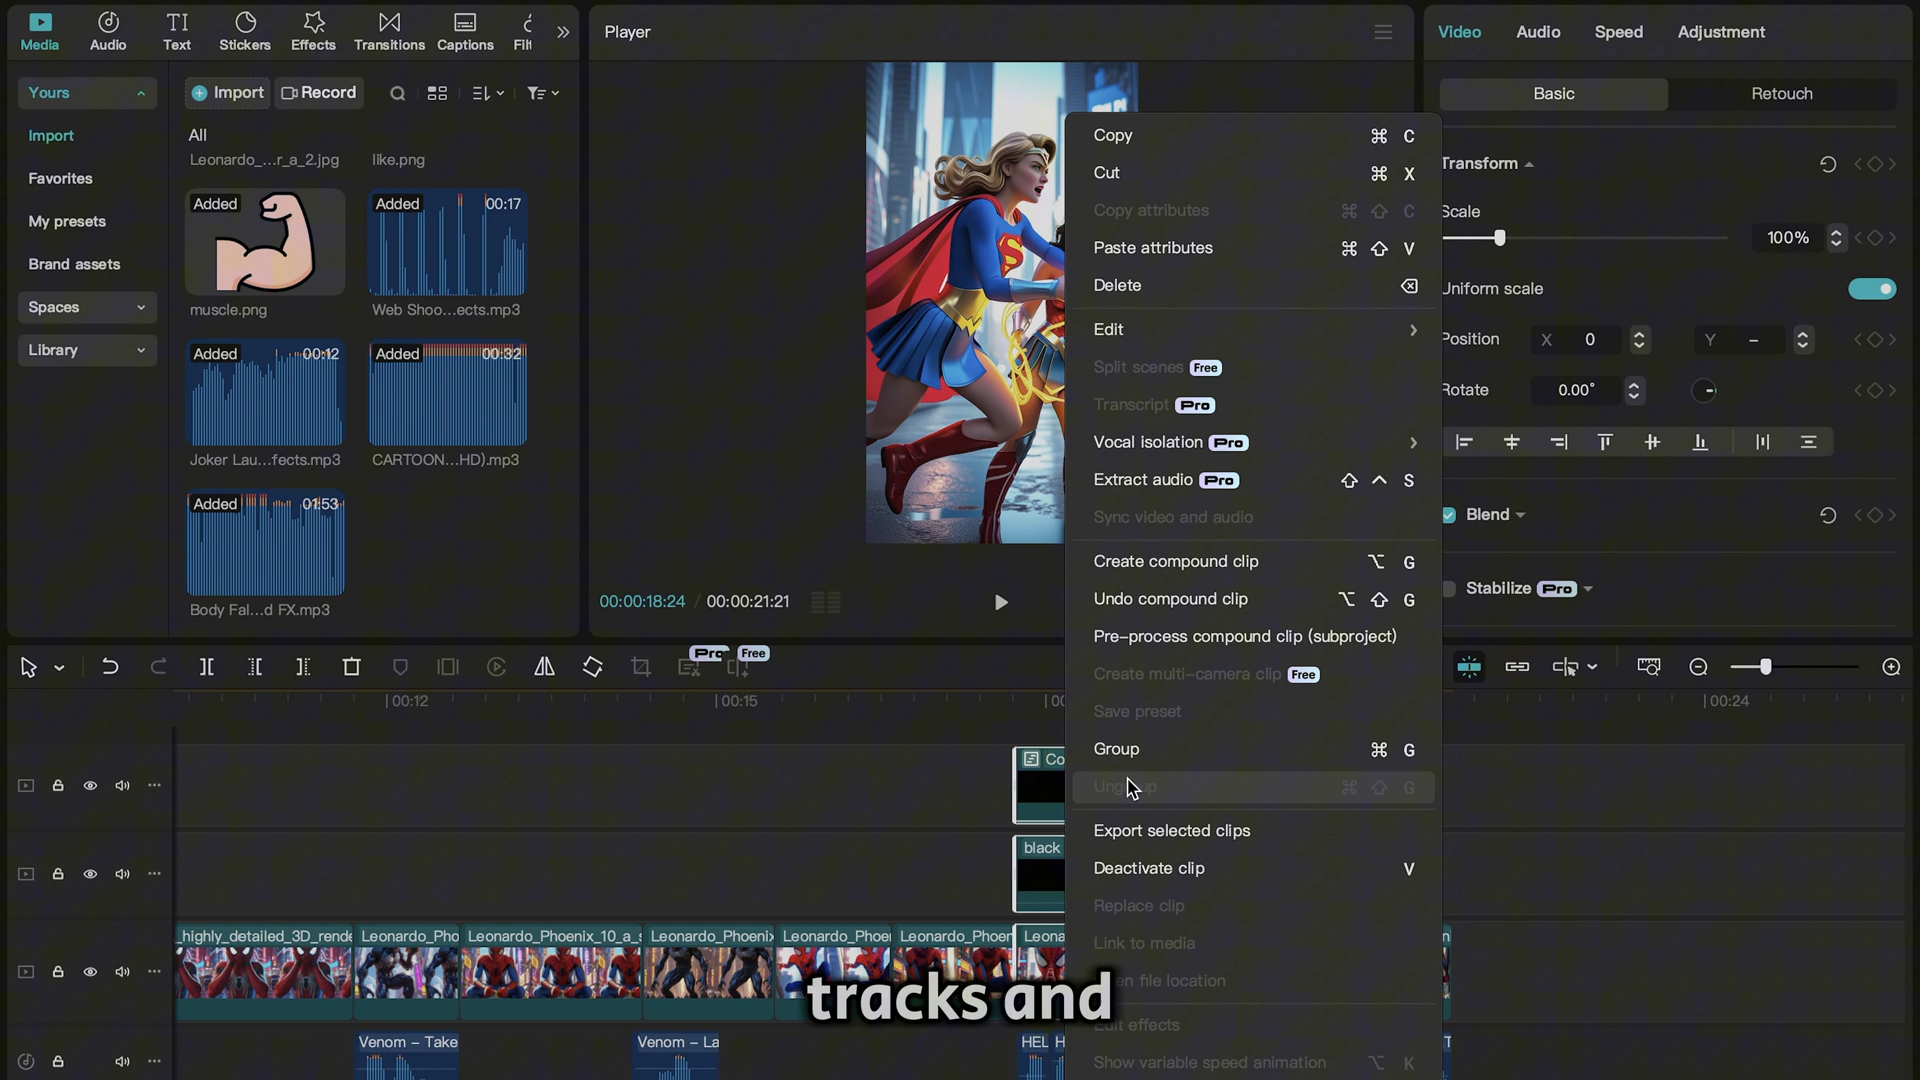 Media
Audio
Text
Stickers
Effects
Transitions
Captions
Player
Video
Audio
Speed
Adjustment
Yours
Import
Record
Basic
Retouch
Import
All
Leonardo_...r_a_2.jpg
like.png
Favorites
My presets
Brand assets
Spaces
Library
Added
Added 00:17
muscle.png
Web Shoo...ects.mp3
Added 00:12
Added 00:32
Joker Lau...fects.mp3
CARTOON...HD).mp3
Added 01:53
Body Fal...d FX.mp3
00:00:18:24 / 00:00:21:21
Copy ⌘ C
Cut ⌘ X
Copy attributes ⌘ ⇧ C
Paste attributes ⌘ ⇧ V
Delete
Edit
Split scenes Free
Transcript Pro
Vocal isolation Pro
Extract audio Pro ⇧ ^ S
Sync video and audio
Create compound clip ⌥ G
Undo compound clip ⌥ ⇧ G
Pre-process compound clip (subproject)
Create multi-camera clip Free
Save preset
Group ⌘ G
⌘ ⇧ G
Export selected clips
Deactivate clip V
Replace clip
Link to media
en file location
Edit effects
Show variable speed animation ⌥ K
Transform
Scale
100%
Uniform scale
Position X 0 Y –
Rotate 0.00°
Blend
Stabilize Pro
Pro Free
00:12
00:15
00:24
Co
black
_highly_detailed_3D_rende
Leonardo_Pho
Leonardo_Phoenix_10_a_s
Leonardo_Phoenix
Leonardo_Phoe
Leonardo_Phoen
Leona
tracks and
Venom – Take
Venom – La
HEL